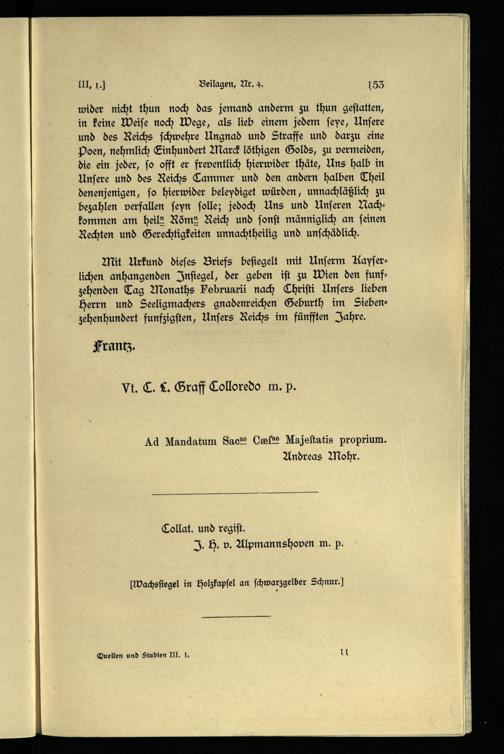 III, 1.] Beilagen, Nr. 4. 153
wider nicht thun noch das jemand anderm zu thun gestatten,
in keine Weise noch Wege, als lieb einem jedem seye, Unsere
und des Reichs schwehre Ungnad und Straffe und darzu eine
Poen, nehmlich Einhundert Marck löthigen Golds, zu vermeiden,
die ein jeder, so offt er freventlich hierwider thäte, Uns halb in
Unsere und des Reichs Cammer und den andern halben Theil
denenjenigen, so hierwider beleydiget würden, unnachläßlich zu
bezahlen verfallen seyn solle; jedoch Uns und Unseren Nach-
kommen am heiln Römn Reich und sonst männiglich an seinen
Rechten und Gerechtigkeiten unnachtheilig und unschädlich.
Mit Urkund dieses Briefs besiegelt mit Unserm Kayser-
lichen anhangenden Insiegel, der geben ist zu Wien den funf-
zehenden Tag Monaths Februarii nach Christi Unsers lieben
Herrn und Seeligmachers gnadenreichen Geburth im Sieben-
zehenhundert funfzigsten, Unsers Reichs im fünfften Jahre.
Frantz.
Vt. C. L. Graff Colloredo m. p.
Ad Mandatum Sacae Cæsae Majestatis proprium.
Andreas Mohr.
Collat. und regist.
J. H. v. Alpmannshoven m. p.
[Wachssiegel in Holzkapsel an schwarzgelber Schnur.]
Quellen und Studien III, 1. 11